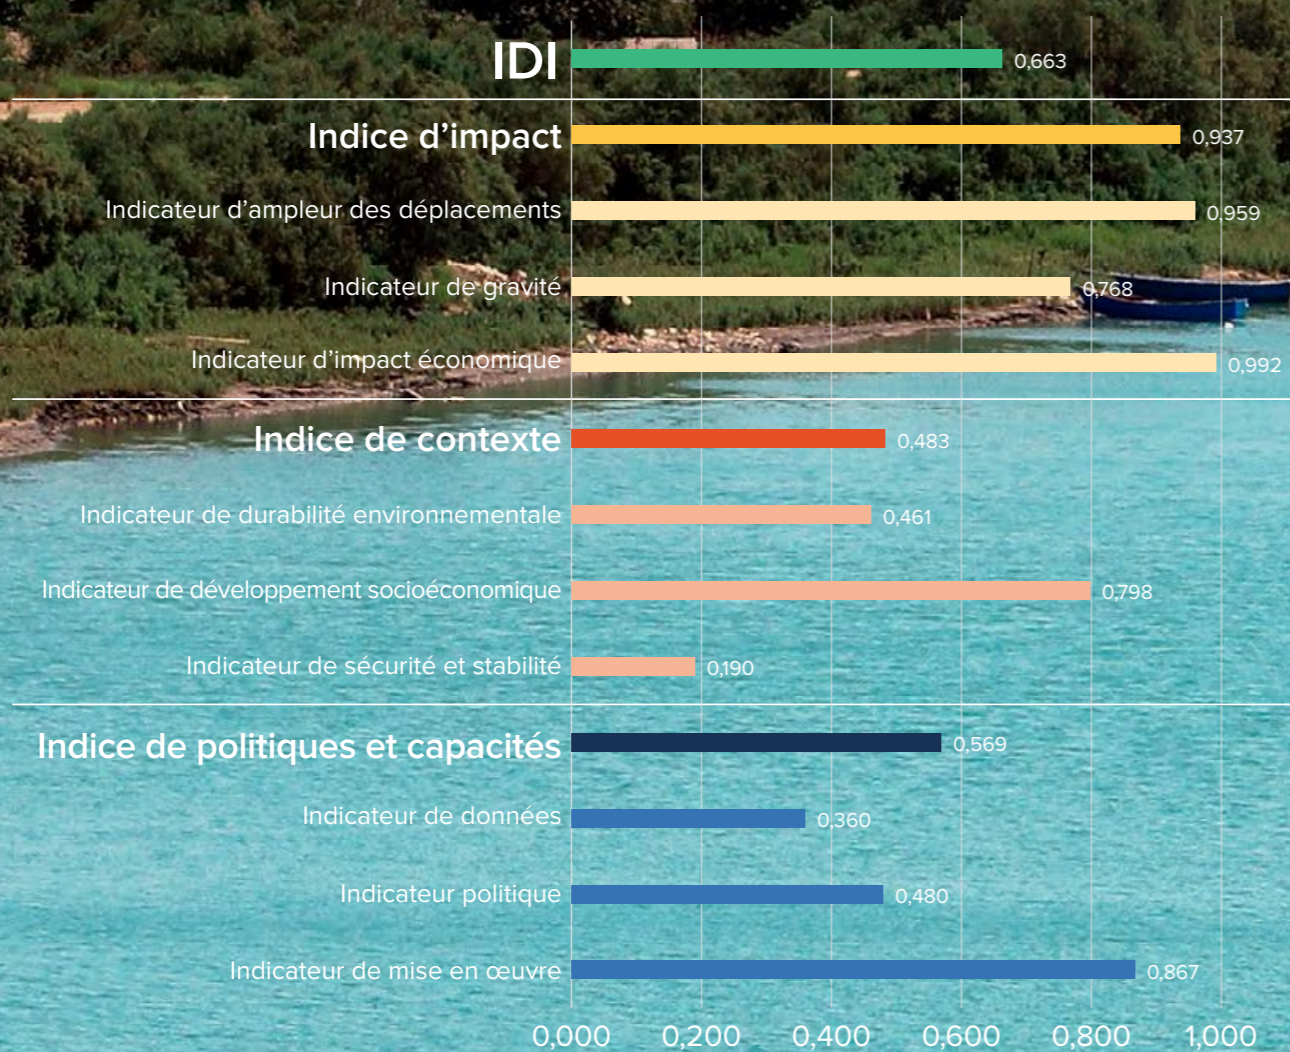 IDI 0,663
Indice d’impact 0,937
Indicateur d’ampleur des déplacements 0,959
Indicateur de gravité 0,768
Indicateur d’impact économique 0,992
Indice de contexte 0,483
Indicateur de durabilité environnementale 0,461
Indicateur de développement socioéconomique 0,798
Indicateur de sécurité et stabilité 0,190
Indice de politiques et capacités 0,569
Indicateur de données 0,360
Indicateur politique 0,480
Indicateur de mise en œuvre 0,867
0,000 0,200 0,400 0,600 0,800 1,000